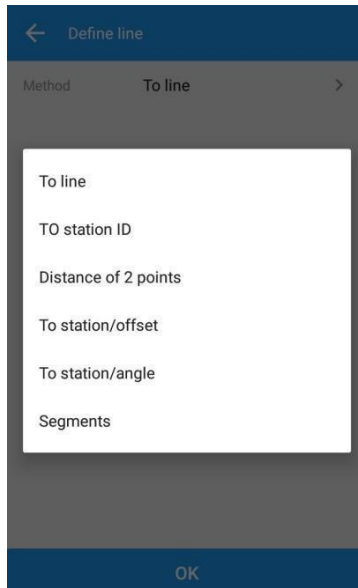 Define line
Method To line
To line
TO station ID
Distance of 2 points
To station/offset
To station/angle
Segments
OK